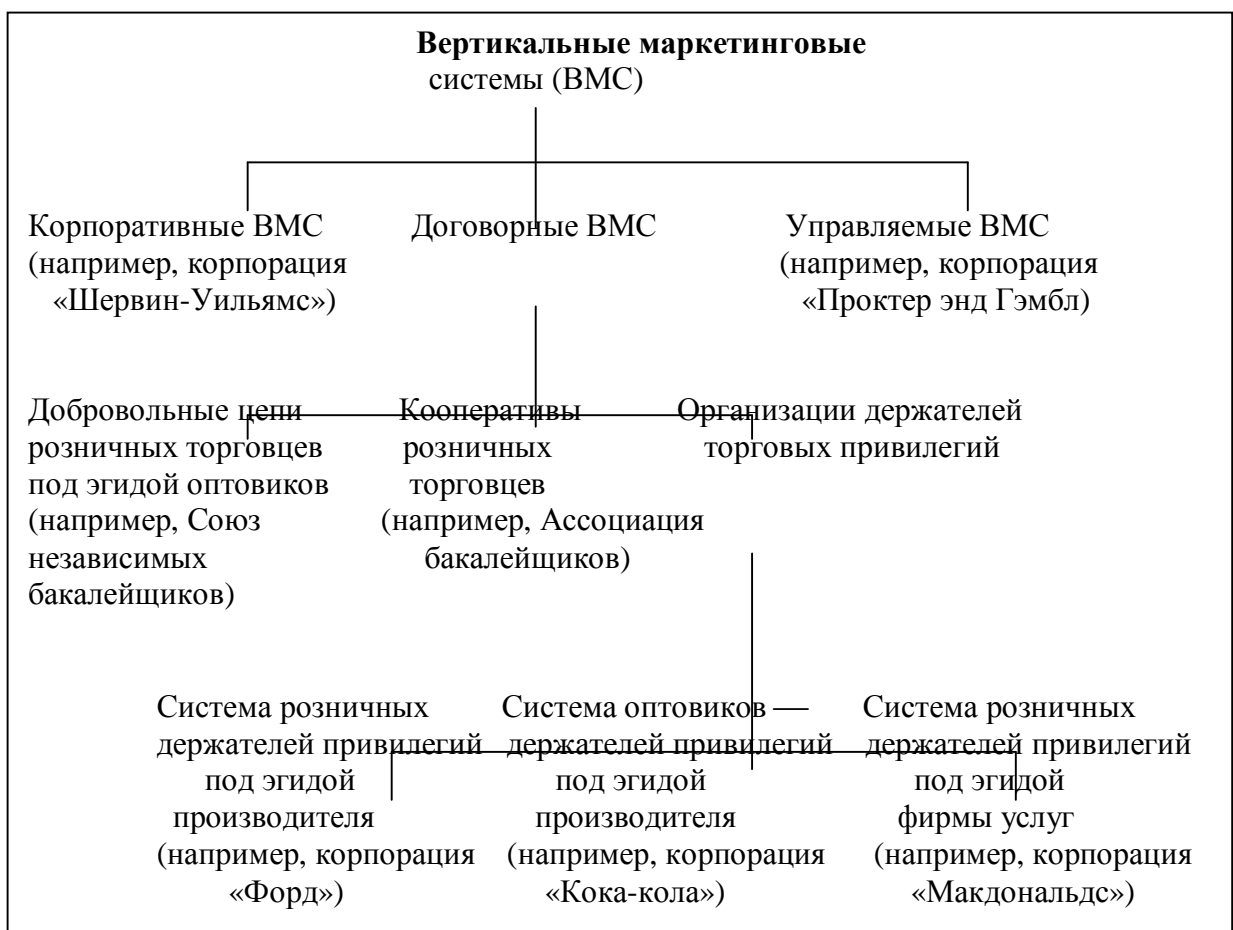 Вертикальные маркетинговые
системы (ВМС)
Корпоративные ВМС
(например, корпорация
«Шервин-Уильямс»)
Договорные ВМС
Управляемые ВМС
(например, корпорация
«Проктер энд Гэмбл)
Добровольные цепи
розничных торговцев
под эгидой оптовиков
(например, Союз
независимых
бакалейщиков)
Кооперативы
розничных
торговцев
(например, Ассоциация
бакалейщиков)
Организации держателей
торговых привилегий
Система розничных
держателей привилегий
под эгидой
производителя
(например, корпорация
«Форд»)
Система оптовиков —
держателей привилегий
под эгидой
производителя
(например, корпорация
«Кока-кола»)
Система розничных
держателей привилегий
под эгидой
фирмы услуг
(например, корпорация
«Макдональдс»)